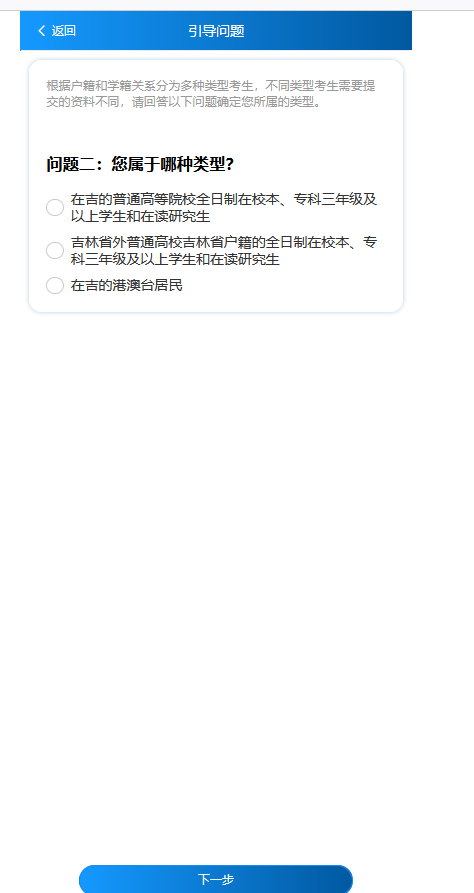 返回
引导问题
根据户籍和学籍关系分为多种类型考生，不同类型考生需要提
交的资料不同，请回答以下问题确定您所属的类型。
问题二：您属于哪种类型？
在吉的普通高等院校全日制在校本、专科三年级及
以上学生和在读研究生
吉林省外普通高校吉林省户籍的全日制在校本、专
科三年级及以上学生和在读研究生
在吉的港澳台居民
下一步